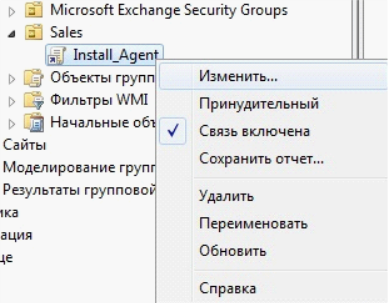 Microsoft Exchange Security Groups
Sales
Install_Agent
Объекты групп
Фильтры WMI
Начальные объ
Сайты
Моделирование групп
Результаты групповой
ика
ация
це
Изменить...
Принудительный
Связь включена
Сохранить отчет...
Удалить
Переименовать
Обновить
Справка